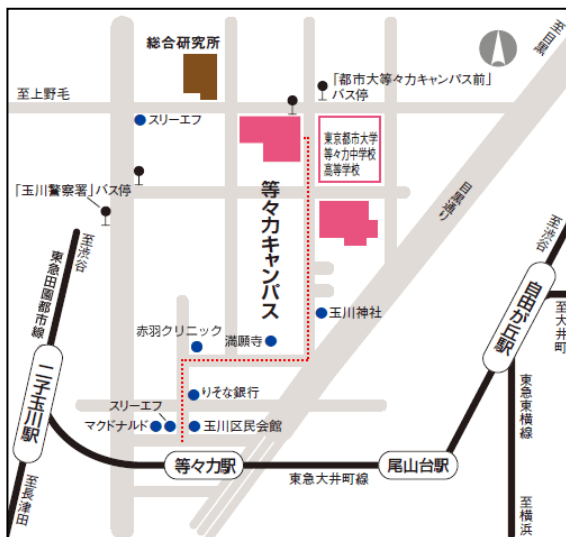 総合研究所
至目黒
「都市大等々力キャンパス前」
バス停
至上野毛
スリーエフ
東京都市大学
等々力中学校
高等学校
目黒通り
「玉川警察署」バス停
等々力キャンパス
至渋谷
東急田園都市線
二子玉川駅
至長津田
玉川神社
赤羽クリニック
満願寺
りそな銀行
スリーエフ
マクドナルド
玉川区民会館
等々力駅
東急大井町線
尾山台駅
至渋谷
自由が丘駅
至大井町
東急東横線
至横浜